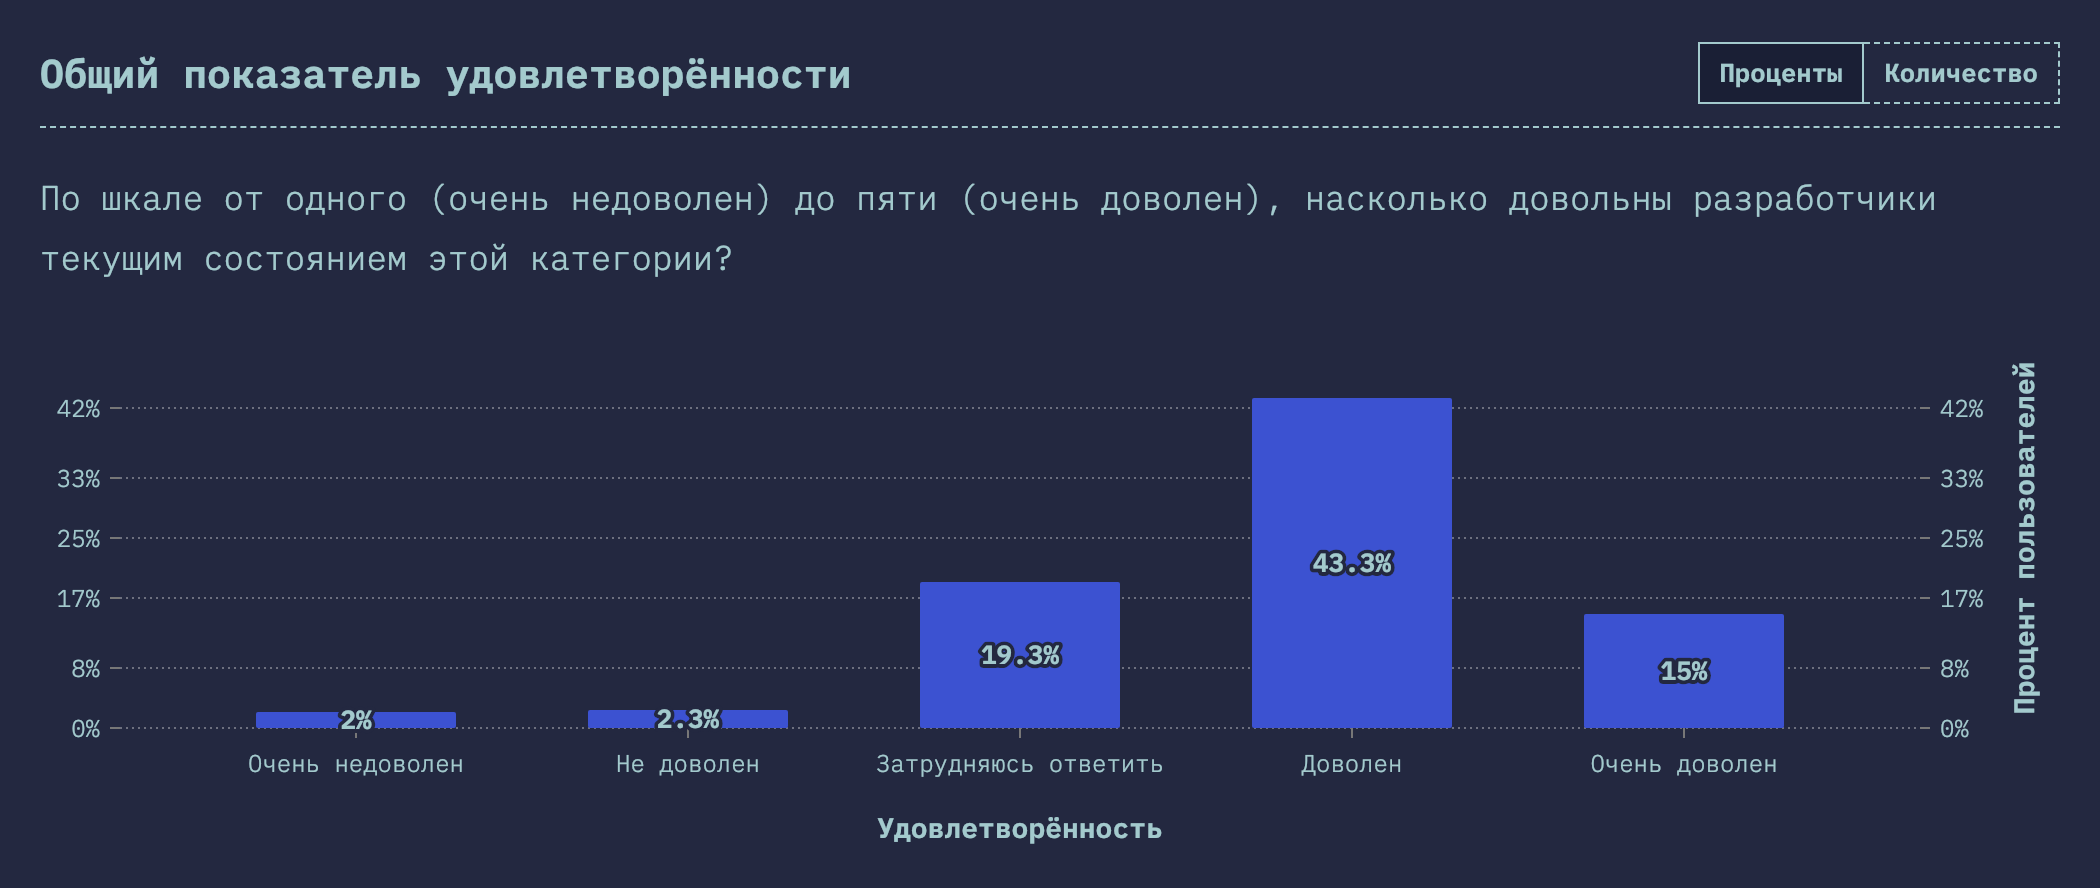 Общий показатель удовлетворённости
Проценты
Количество
По шкале от одного (очень недоволен) до пяти (очень доволен), насколько довольны разработчики
текущим состоянием этой категории?
42%
33%
25%
17%
8%
0%
2%
2.3%
19.3%
43.3%
15%
42%
33%
25%
17%
8%
0%
Процент пользователей
Очень недоволен
Не доволен
Затрудняюсь ответить
Доволен
Очень доволен
Удовлетворённость